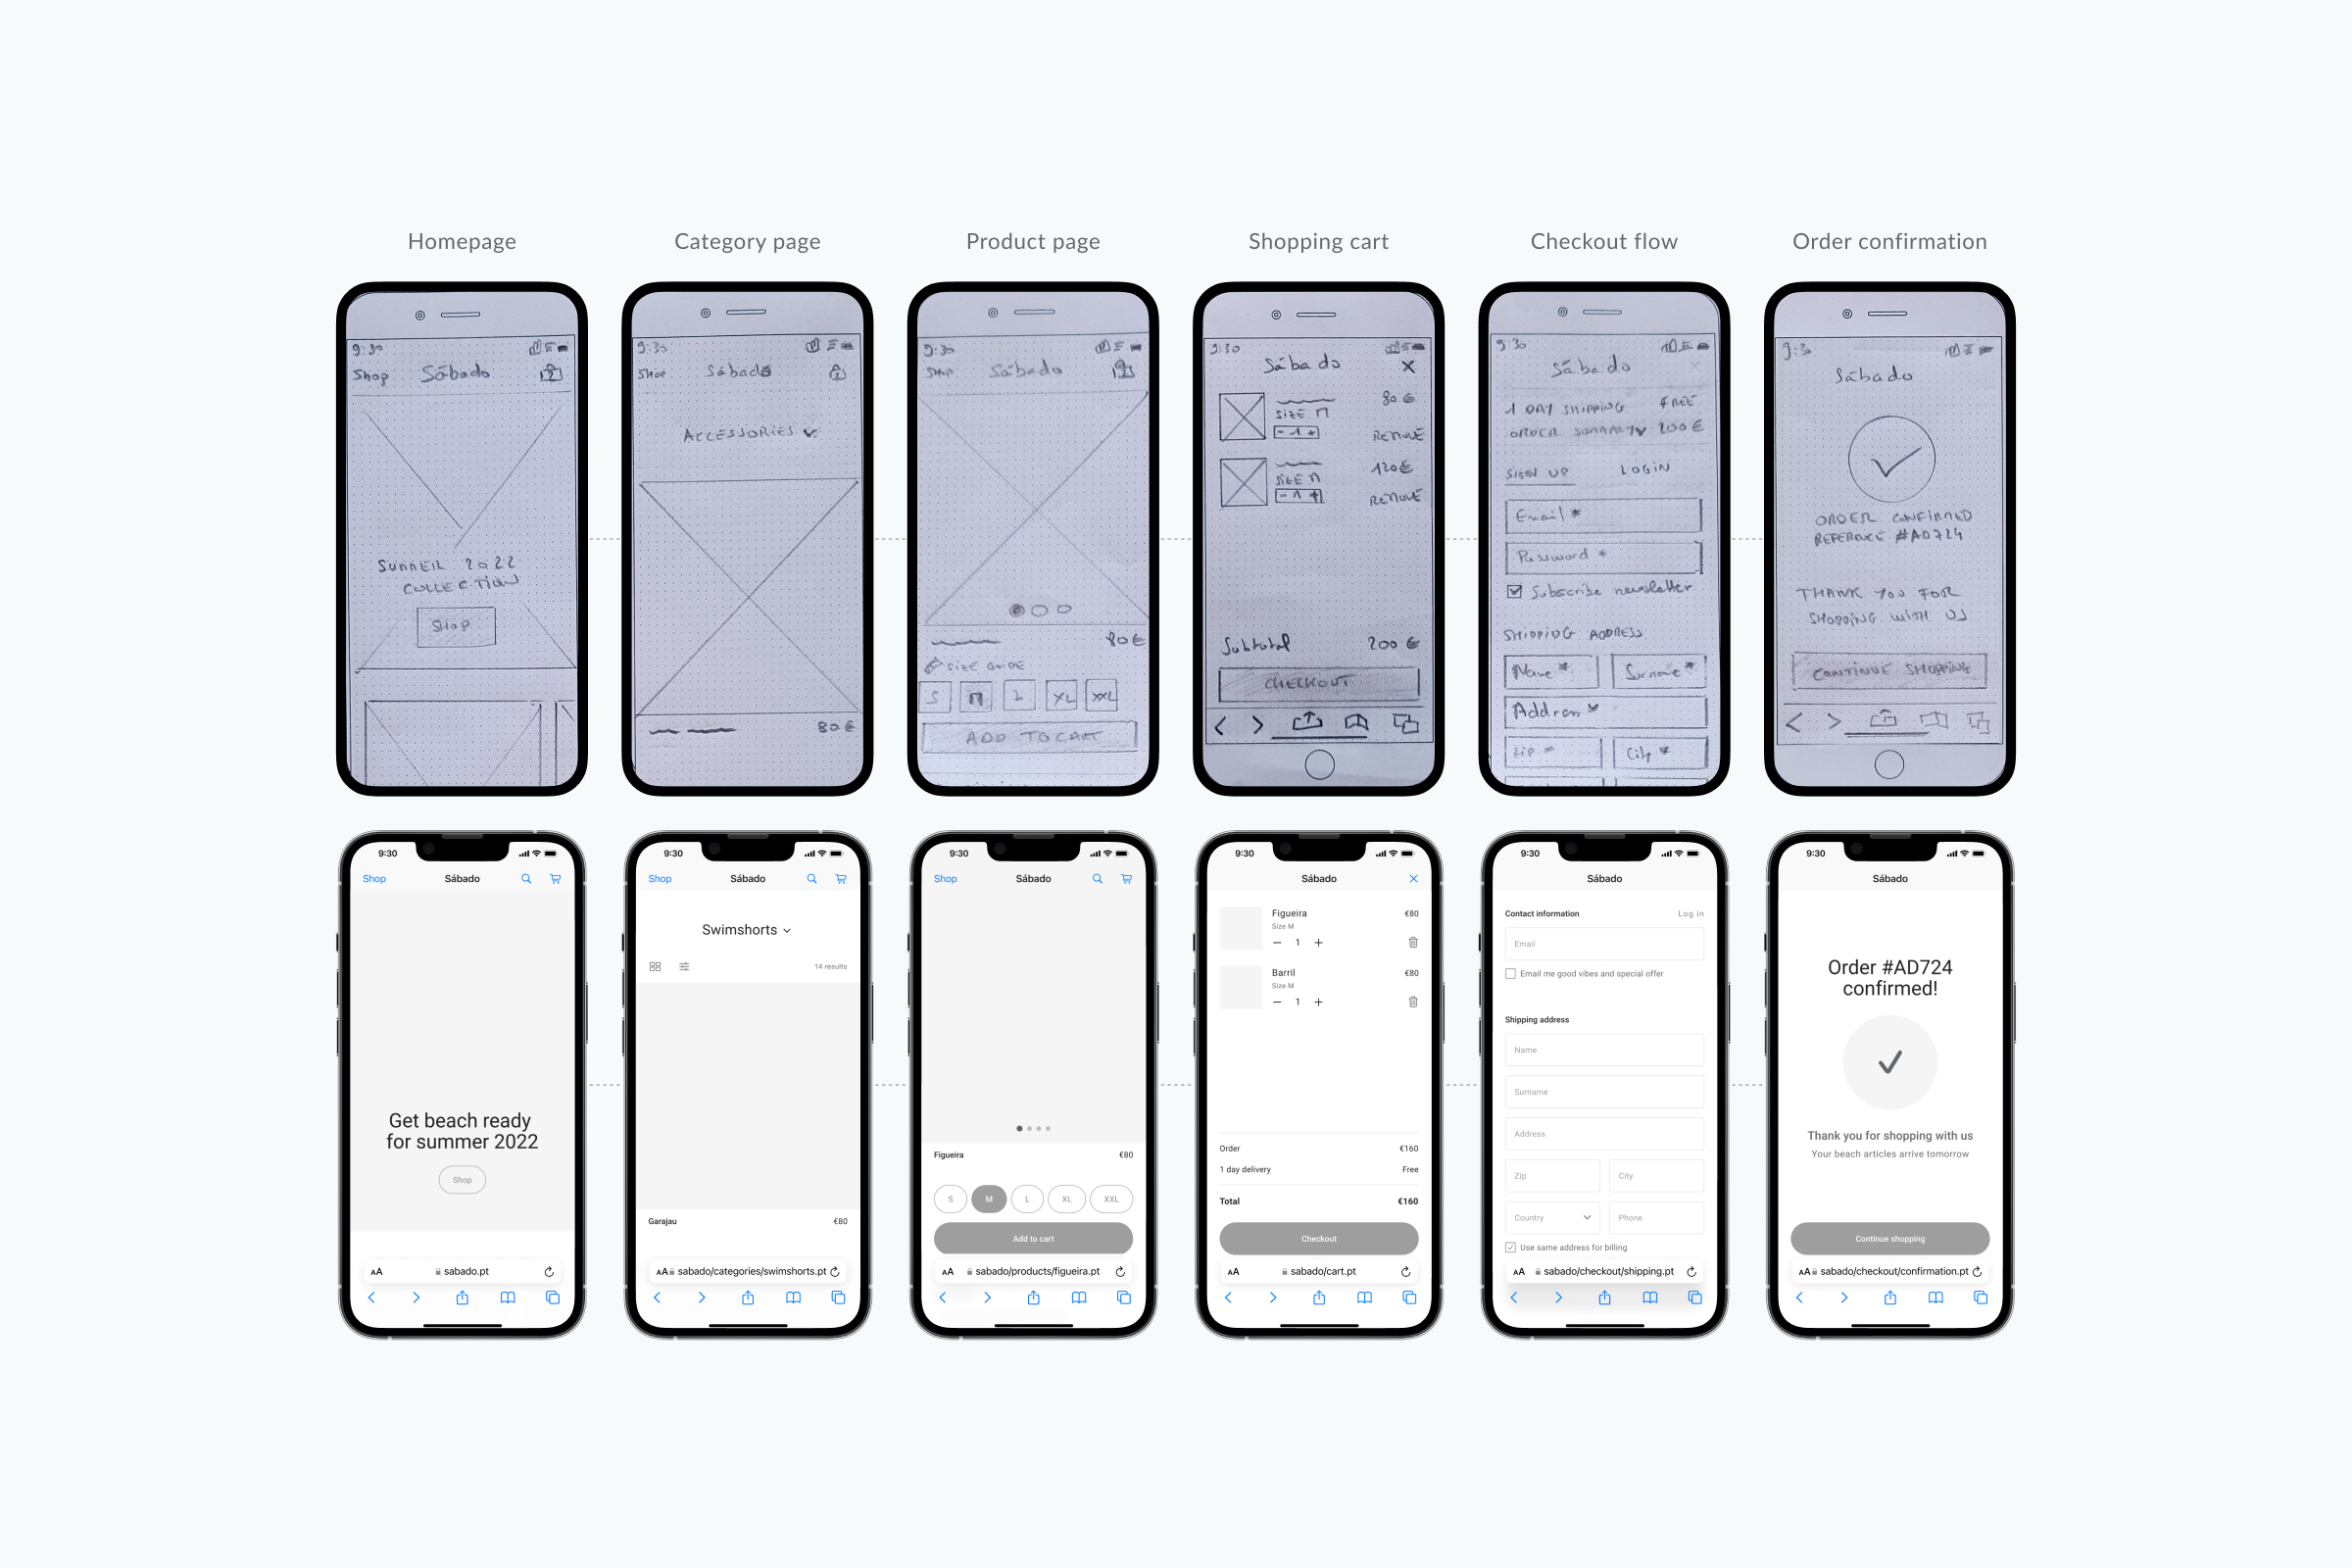 Homepage
Category page
Product page
Shopping cart
Checkout flow
Order confirmation
9:30
Shop Sábado 2
SUMMER 2022
COLLECTION
SHOP
9:30
SHOP Sábado
ACCESSORIES
80€
9:30
SHOP Sábado
80€
SIZE GUIDE
S M L XL XXL
ADD TO CART
9:30
Sábado X
80€
SIZE M
- 1 +
REMOVE
120€
SIZE M
- 1 +
REMOVE
Subtotal 200€
CHECKOUT
9:30
Sábado
1 DAY SHIPPING FREE
ORDER SUMMARY 200€
SIGN UP LOGIN
Email *
Password *
Subscribe newsletter
SHIPPING ADDRESS
Name * Surname *
Address *
Zip * City *
9:30
Sábado
ORDER CONFIRMED
REFERENCE #AD724
THANK YOU FOR
SHOPPING WITH US
CONTINUE SHOPPING
9:30
Shop Sábado
Get beach ready
for summer 2022
Shop
AA sabado.pt
9:30
Shop Sábado
Swimshorts
14 results
Garajau €80
AA sabado/categories/swimshorts.pt
9:30
Shop Sábado
Figueira €80
S M L XL XXL
Add to cart
AA sabado/products/figueira.pt
9:30
Sábado
Figueira €80
Size M
− 1 +
Barril €80
Size M
− 1 +
Order €160
1 day delivery Free
Total €160
Checkout
AA sabado/cart.pt
9:30
Sábado
Contact information Log in
Email
Email me good vibes and special offer
Shipping address
Name
Surname
Address
Zip City
Country Phone
Use same address for billing
AA sabado/checkout/shipping.pt
9:30
Sábado
Order #AD724
confirmed!
Thank you for shopping with us
Your beach articles arrive tomorrow
Continue shopping
AA sabado/checkout/confirmation.pt